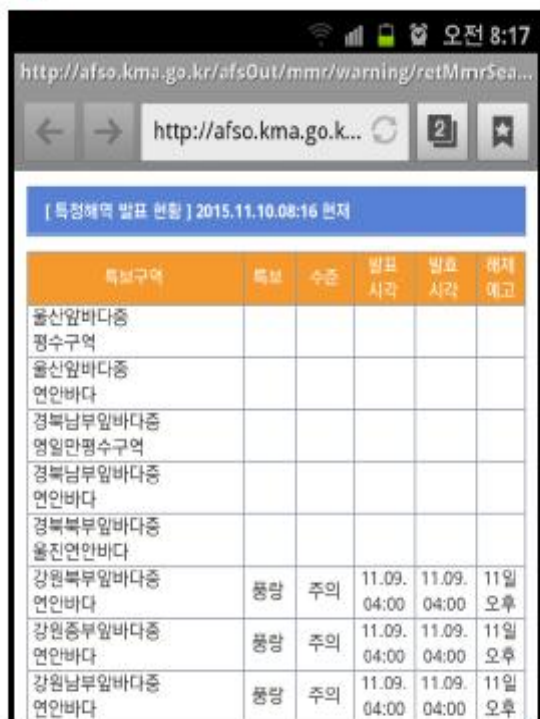 오전 8:17
http://afso.kma.go.kr/afsOut/mmr/warning/retMmrSea...
http://afso.kma.go.k...
2
[ 특정해역 발표 현황 ] 2015.11.10.08:16 현재
특보구역 특보 수준 발표 시각 발효 시각 해제 예고
울산앞바다중
평수구역
울산앞바다중
연안바다
경북남부앞바다중
영일만평수구역
경북남부앞바다중
연안바다
경북북부앞바다중
울진연안바다
강원북부앞바다중
연안바다
풍랑 주의 11.09. 04:00 11.09. 04:00 11일 오후
강원중부앞바다중
연안바다
풍랑 주의 11.09. 04:00 11.09. 04:00 11일 오후
강원남부앞바다중
연안바다
풍랑 주의 11.09. 04:00 11.09. 04:00 11일 오후